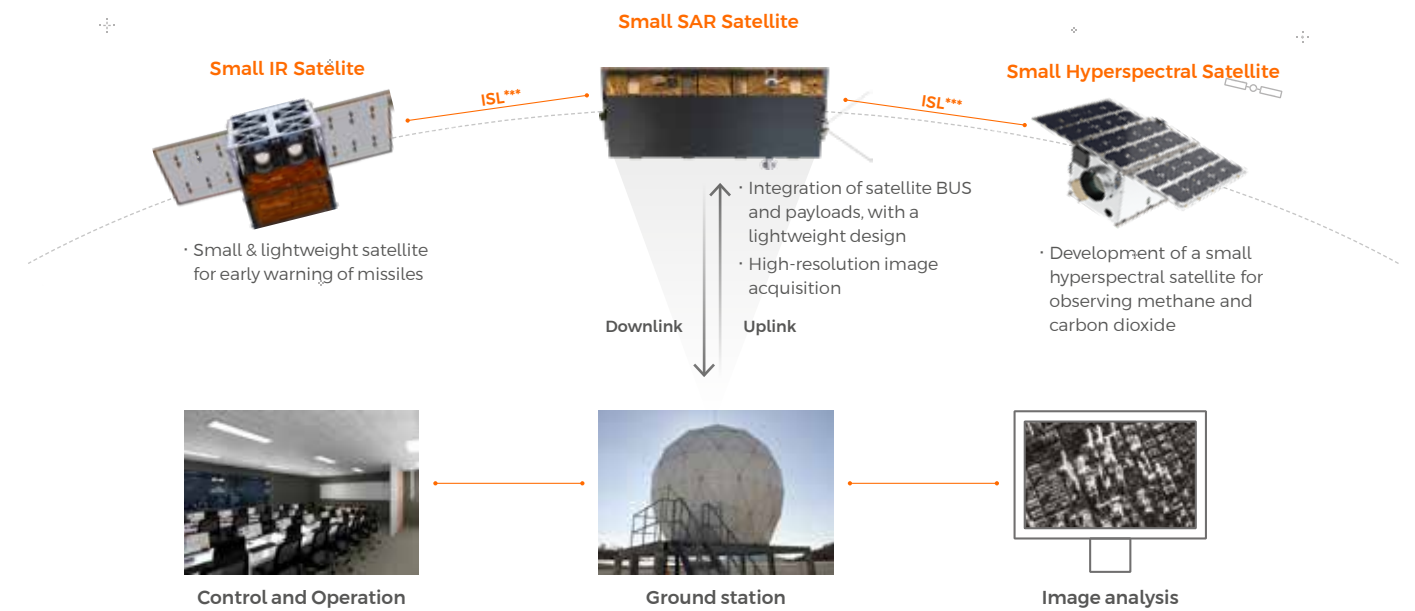 Small SAR Satellite
Small IR Satelite
Small Hyperspectral Satellite
ISL***
ISL***
· Small & lightweight satellite
for early warning of missiles
· Integration of satellite BUS
and payloads, with a
lightweight design
· High-resolution image
acquisition
· Development of a small
hyperspectral satellite for
observing methane and
carbon dioxide
Downlink
Uplink
Control and Operation
Ground station
Image analysis